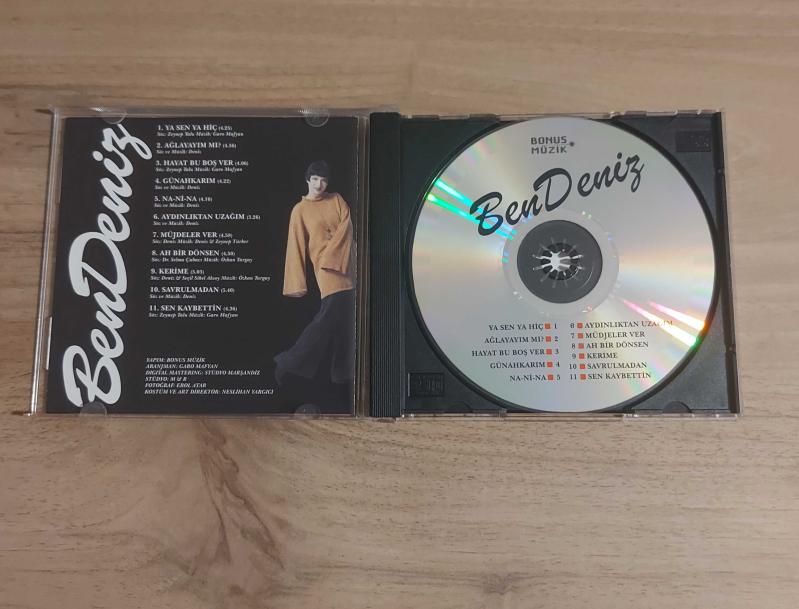 BenDeniz
1. YA SEN YA HİÇ (4.25)
Söz: Zeynep Talu Müzik: Garo Mafyan
2. AĞLAYAYIM MI? (4.36)
Söz ve Müzik: Deniz
3. HAYAT BU BOŞ VER (4.06)
Söz: Zeynep Talu Müzik: Garo Mafyan
4. GÜNAHKARIM (4.22)
Söz ve Müzik: Deniz
5. NA-Nİ-NA (4.10)
Söz ve Müzik: Deniz
6. AYDINLIKTAN UZAĞIM (3.26)
Söz ve Müzik: Deniz
7. MÜJDELER VER (4.50)
Söz: Deniz Müzik: Deniz & Zeynep Türker
8. AH BİR DÖNSEN (4.50)
Söz: Dr. Selma Çuhacı Müzik: Özkan Turgay
9. KERİME (5.03)
Söz: Deniz & Seçil Sibel Aksoy Müzik: Özkan Turgay
10. SAVRULMADAN (5.40)
Söz ve Müzik: Deniz
11. SEN KAYBETTİN (4.36)
Söz: Zeynep Talu Müzik: Garo Mafyan
YAPIM: BONUS MÜZİK
ARANJMAN: GARO MAFYAN
DIGITAL MASTERING: STÜDYO MARŞANDİZ
STÜDYO: M & R
FOTOĞRAF: EROL ATAR
KOSTÜM VE ART DİREKTÖR: NESLİHAN YARGICI
BONUS
MÜZİK
BenDeniz
YA SEN YA HİÇ 1
AĞLAYAYIM MI? 2
HAYAT BU BOŞ VER 3
GÜNAHKARIM 4
NA-Nİ-NA 5
6 AYDINLIKTAN UZAĞIM
7 MÜDJELER VER
8 AH BİR DÖNSEN
9 KERİME
10 SAVRULMADAN
11 SEN KAYBETTİN